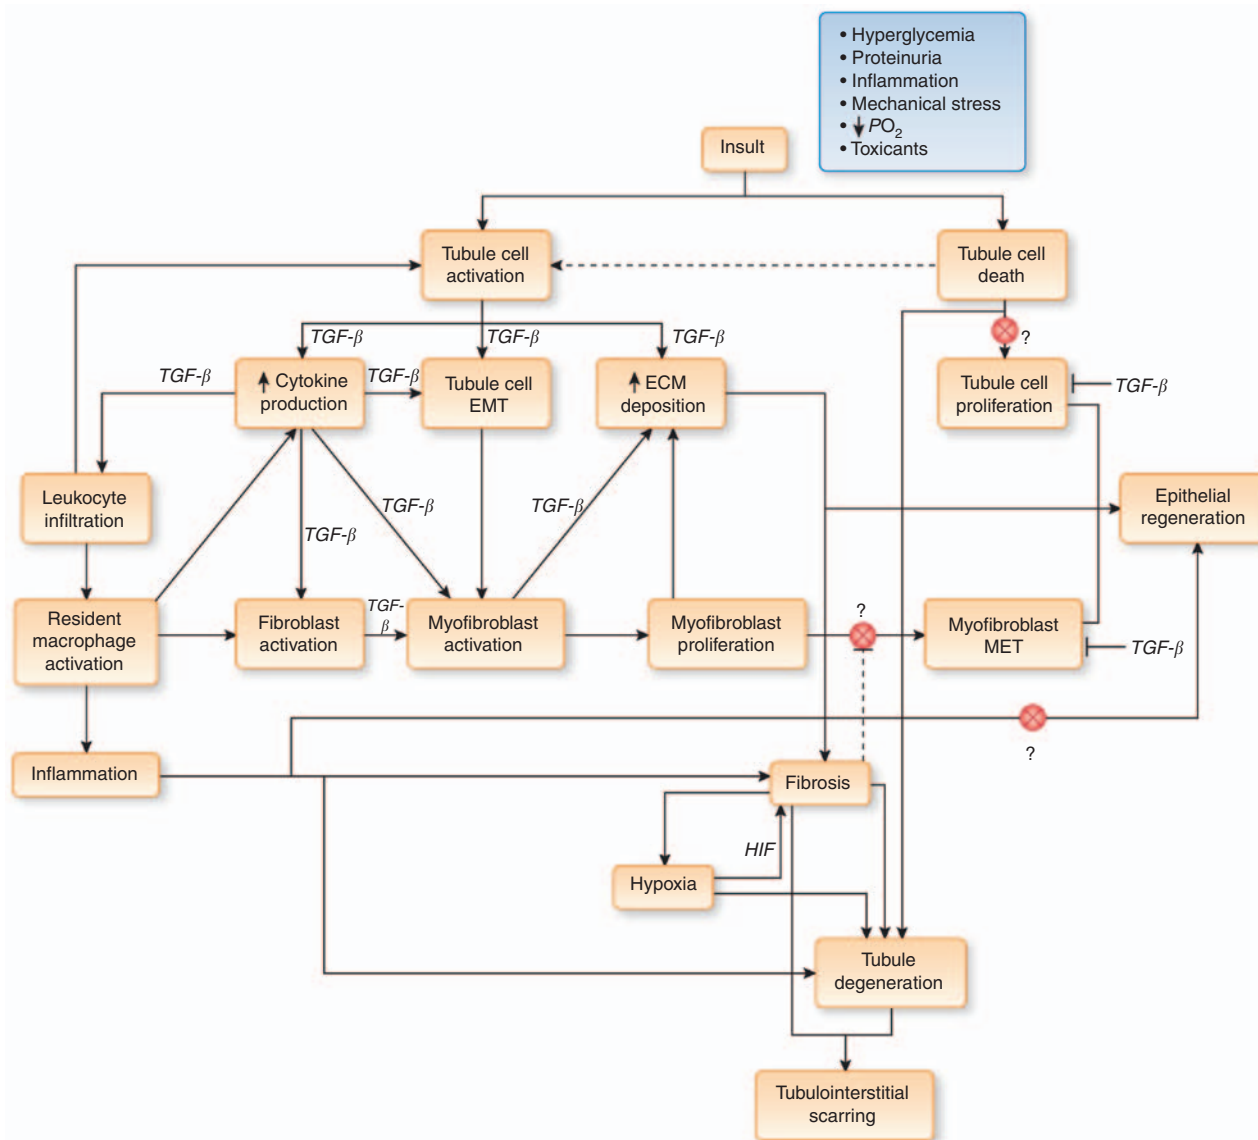 • Hyperglycemia
• Proteinuria
• Inflammation
• Mechanical stress
• ↓ PO₂
• Toxicants
Insult
Tubule cell
activation
Tubule cell
death
TGF-β
TGF-β
TGF-β
?
TGF-β
↑ Cytokine
production
TGF-β
Tubule cell
EMT
↑ ECM
deposition
Tubule cell
proliferation
TGF-β
Leukocyte
infiltration
TGF-β
TGF-β
TGF-β
Epithelial
regeneration
Resident
macrophage
activation
Fibroblast
activation
TGF-
β
Myofibroblast
activation
Myofibroblast
proliferation
?
Myofibroblast
MET
TGF-β
?
Inflammation
Fibrosis
HIF
Hypoxia
Tubule
degeneration
Tubulointerstitial
scarring